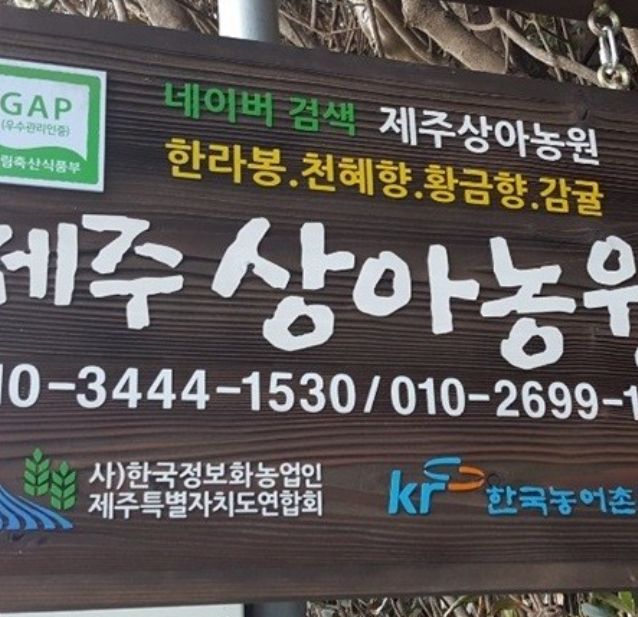 GAP
(우수관리인증)
림축산식품부
네이버 검색 제주상아농원
한라봉.천혜향.황금향.감귤
제주 상아농원
10-3444-1530/010-2699-1
사)한국정보화농업인
제주특별자치도연합회
kr 한국농어촌